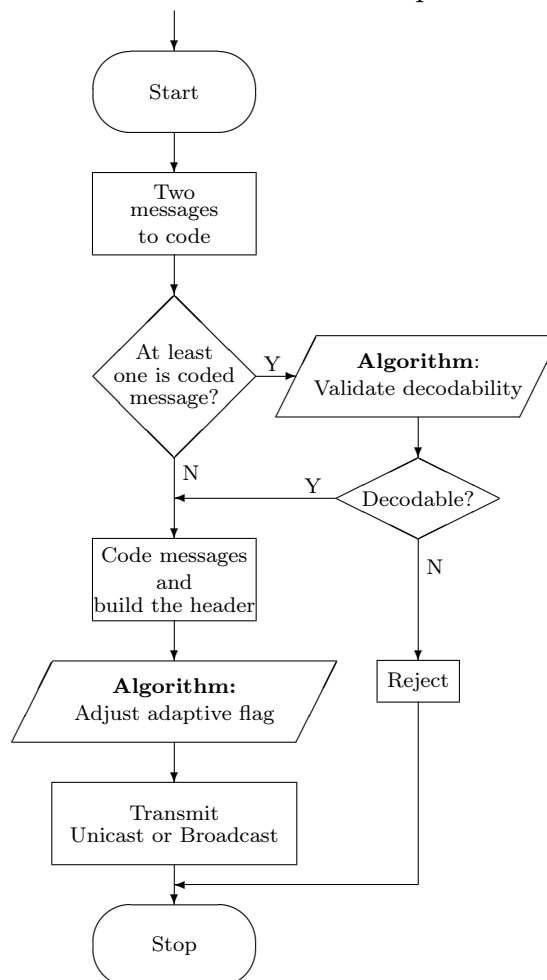 Start
Two
messages
to code
At least
one is coded
message?
Y
Algorithm:
Validate decodability
N
Y
Decodable?
N
Code messages
and
build the header
Algorithm:
Adjust adaptive flag
Reject
Transmit
Unicast or Broadcast
Stop